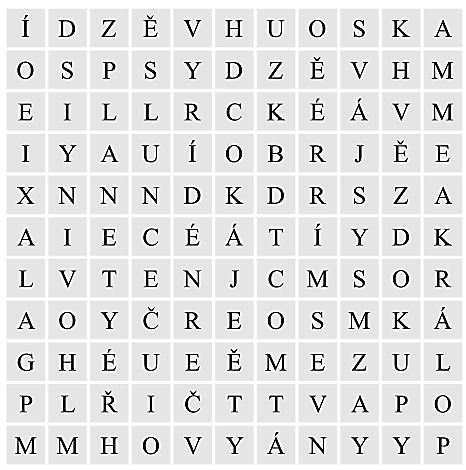 Í D Z Ě V H U O S K A
O S P S Y D Z Ě V H M
E I L L R C K É Á V M
I Y A U Í O B R J Ě E
X N N N D K D R S Z A
A I E C É Á T Í Y D K
L V T E N J C M S O R
A O Y Č R E O S M K Á
G H É U E Ě M E Z U L
P L Ř I Č T T V A P O
M M H O V Y Á N Y Y P